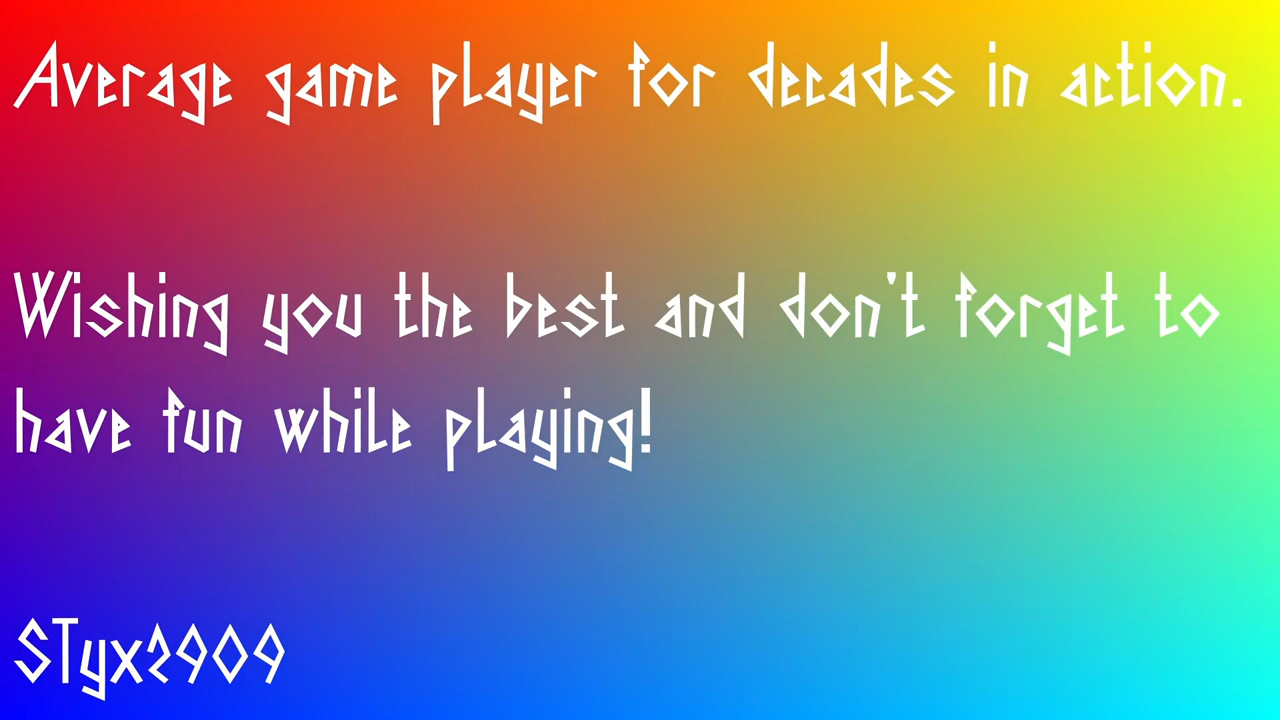 Average game player for decades in action.
Wishing you the best and don't forget to
have fun while playing!
STyx2909